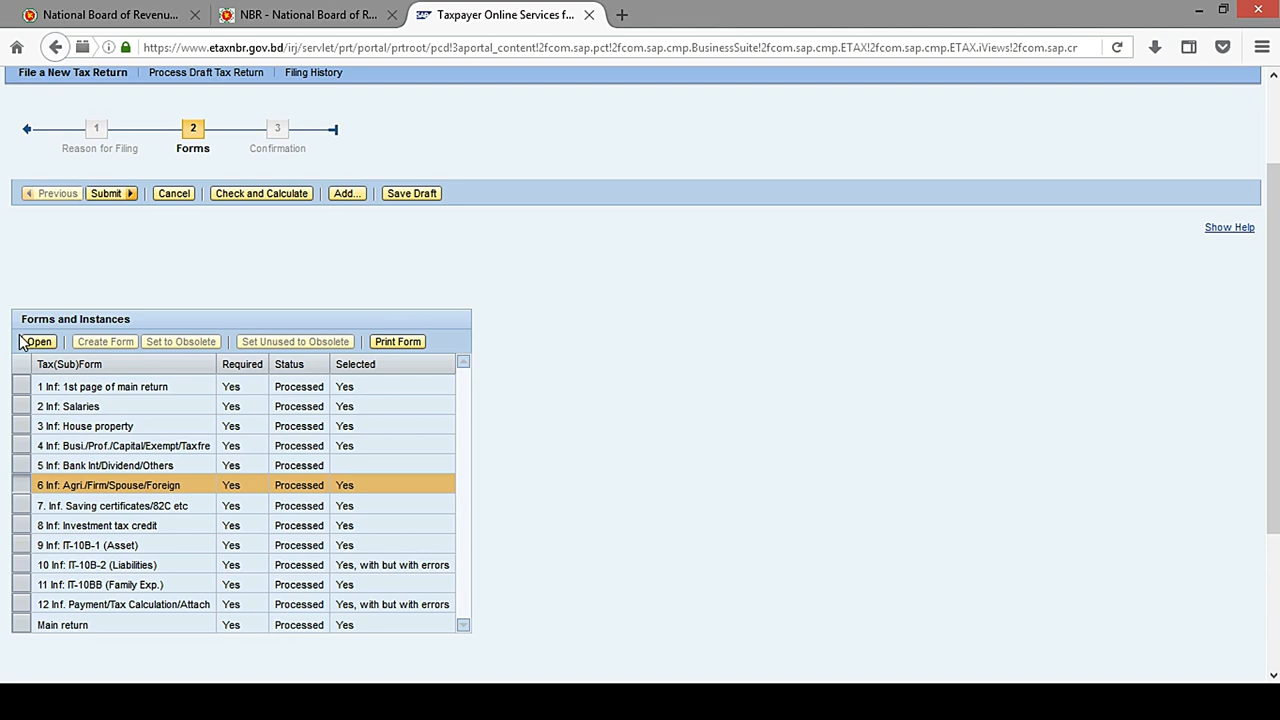 National Board of Revenu...
NBR - National Board of R...
SAP Taxpayer Online Services f...
https://www.etaxnbr.gov.bd/irj/servlet/prt/portal/prtroot/pcd!3aportal_content!2fcom.sap.pct!2fcom.sap.cmp.BusinessSuite!2fcom.sap.cmp.ETAX!2fcom.sap.cmp.ETAX.iViews!2fcom.sap.cr
File a New Tax Return | Process Draft Tax Return | Filing History
1 2 3
Reason for Filing Forms Confirmation
Previous Submit Cancel Check and Calculate Add... Save Draft
Show Help
Forms and Instances
Open Create Form Set to Obsolete Set Unused to Obsolete Print Form
Tax(Sub)Form Required Status Selected
1 Inf: 1st page of main return Yes Processed Yes
2 Inf: Salaries Yes Processed Yes
3 Inf: House property Yes Processed Yes
4 Inf: Busi./Prof./Capital/Exempt/Taxfre Yes Processed Yes
5 Inf: Bank Int/Dividend/Others Yes Processed
6 Inf: Agri./Firm/Spouse/Foreign Yes Processed Yes
7. Inf. Saving certificates/82C etc Yes Processed Yes
8 Inf: Investment tax credit Yes Processed Yes
9 Inf: IT-10B-1 (Asset) Yes Processed Yes
10 Inf: IT-10B-2 (Liabilities) Yes Processed Yes, with but with errors
11 Inf: IT-10BB (Family Exp.) Yes Processed Yes
12 Inf. Payment/Tax Calculation/Attach Yes Processed Yes, with but with errors
Main return Yes Processed Yes